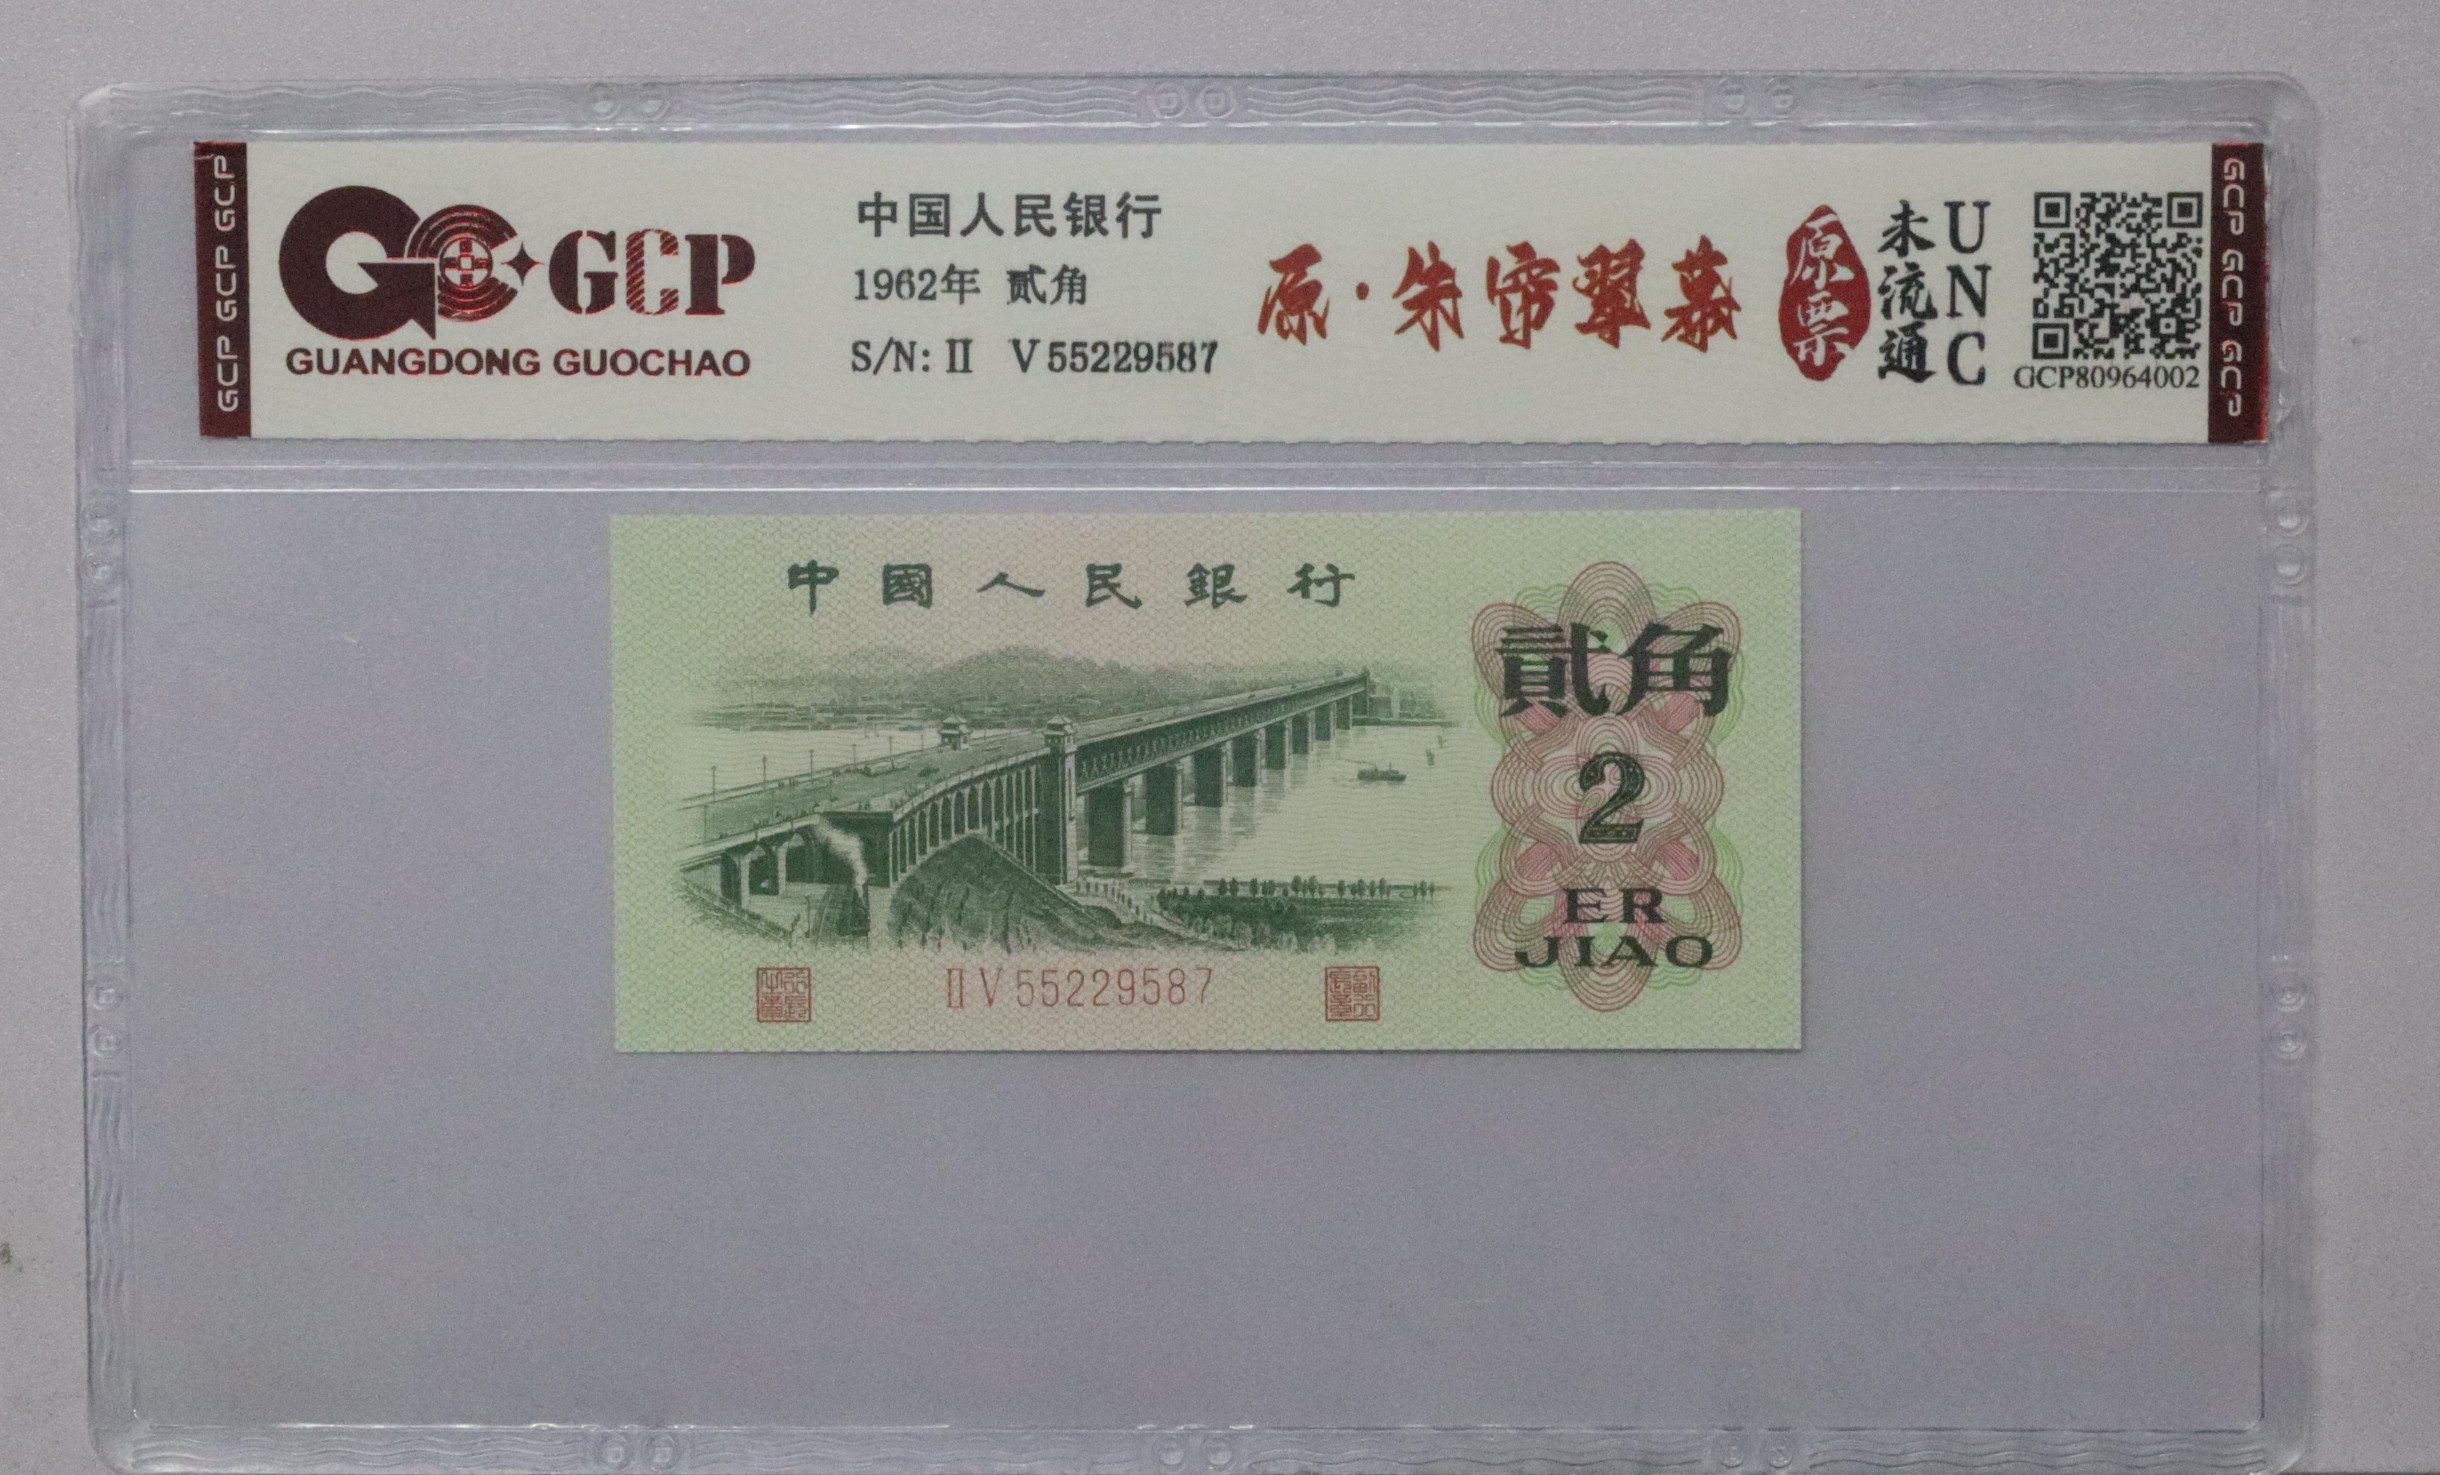 GCP GCP GCP
GCP
GUANGDONG GUOCHAO
中国人民银行
1962年 贰角
S/N: II V55229587
原·朱帘翠幕
原票
未流通
UNC
GCP80964002
GCP GCP GCP
中國人民銀行
貳角
2
ER
JIAO
II V 55229587